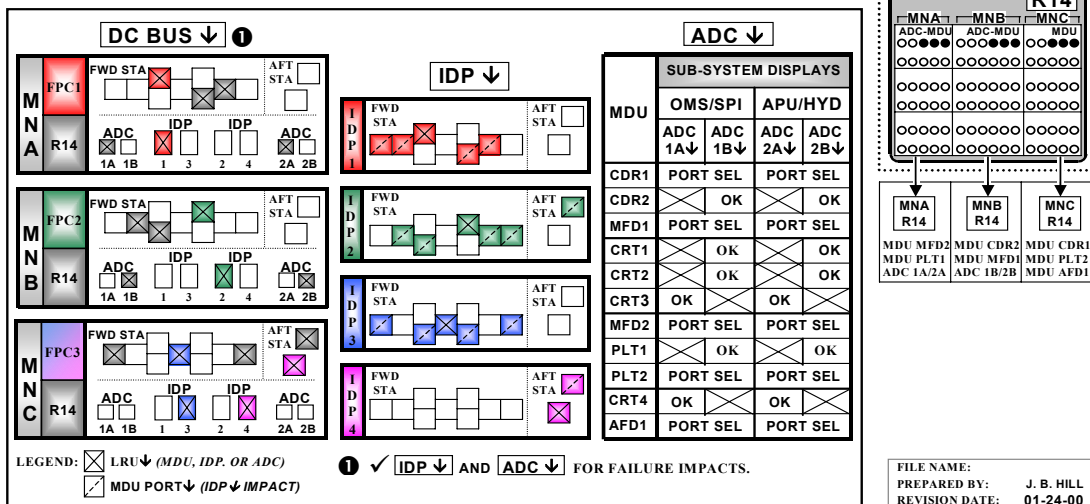 DC BUS ↓ ❶
MNA
FPC1
R14
FWD STA
AFT STA
ADC IDP IDP ADC
1A 1B 1 3 2 4 2A 2B
MNB
FPC2
R14
FWD STA
AFT STA
ADC IDP IDP ADC
1A 1B 1 3 2 4 2A 2B
MNC
FPC3
R14
FWD STA
AFT STA
ADC IDP IDP ADC
1A 1B 1 3 2 4 2A 2B
LEGEND: LRU↓ (MDU, IDP. OR ADC)
MDU PORT↓ (IDP↓ IMPACT)
IDP ↓
IDP1
FWD STA
AFT STA
IDP2
FWD STA
AFT STA
IDP3
FWD STA
AFT STA
IDP4
FWD STA
AFT STA
❶ ✓ IDP ↓ AND ADC ↓ FOR FAILURE IMPACTS.
ADC ↓
MDU
SUB-SYSTEM DISPLAYS
OMS/SPI APU/HYD
ADC 1A↓ ADC 1B↓ ADC 2A↓ ADC 2B↓
CDR1 PORT SEL PORT SEL
CDR2 OK OK
MFD1 PORT SEL PORT SEL
CRT1 OK OK
CRT2 OK OK
CRT3 OK OK
MFD2 PORT SEL PORT SEL
PLT1 OK OK
PLT2 PORT SEL PORT SEL
CRT4 OK OK
AFD1 PORT SEL PORT SEL
R14
MNA MNB MNC
ADC-MDU ADC-MDU MDU
MNA R14
MDU MFD2
MDU PLT1
ADC 1A/2A
MNB R14
MDU CDR2
MDU MFD1
ADC 1B/2B
MNC R14
MDU CDR1
MDU PLT2
MDU AFD1
FILE NAME:
PREPARED BY: J. B. HILL
REVISION DATE: 01-24-00